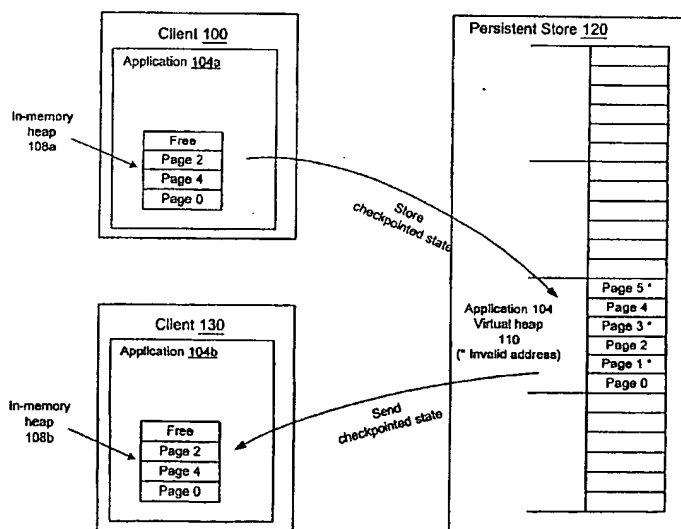 Client 100
Application 104a
In-memory
heap
108a
Free
Page 2
Page 4
Page 0
Store
checkpointed state
Persistent Store 120
Page 5 *
Page 4
Page 3 *
Page 2
Page 1 *
Page 0
Application 104
Virtual heap
110
(* Invalid address)
Send
checkpointed state
Client 130
Application 104b
In-memory
heap
108b
Free
Page 2
Page 4
Page 0